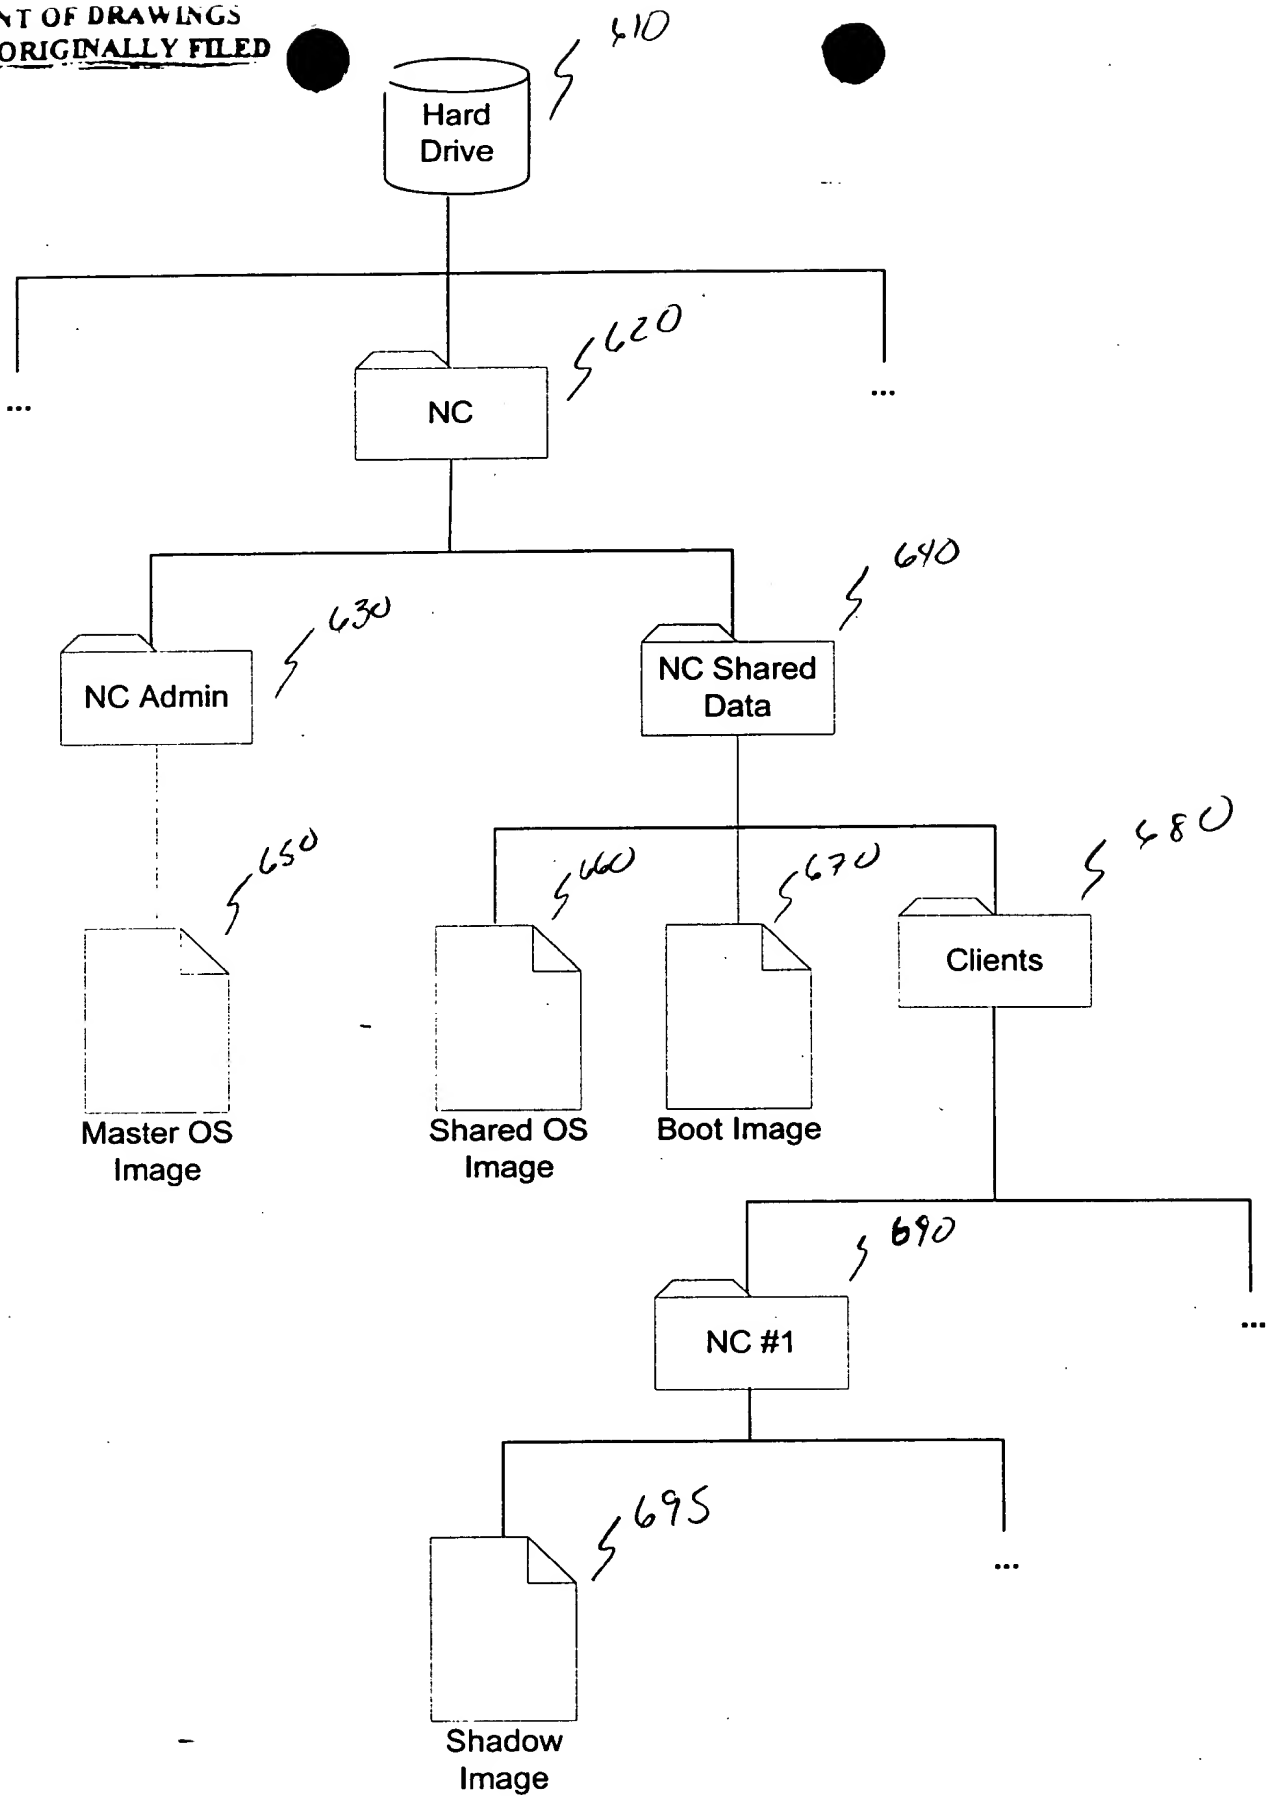 NT OF DRAWINGS
ORIGINALLY FILED
610
Hard
Drive
620
...
...
NC
640
630
NC Shared
Data
NC Admin
680
650
660
670
Clients
Master OS
Image
Shared OS
Image
Boot Image
690
...
NC #1
695
...
Shadow
Image